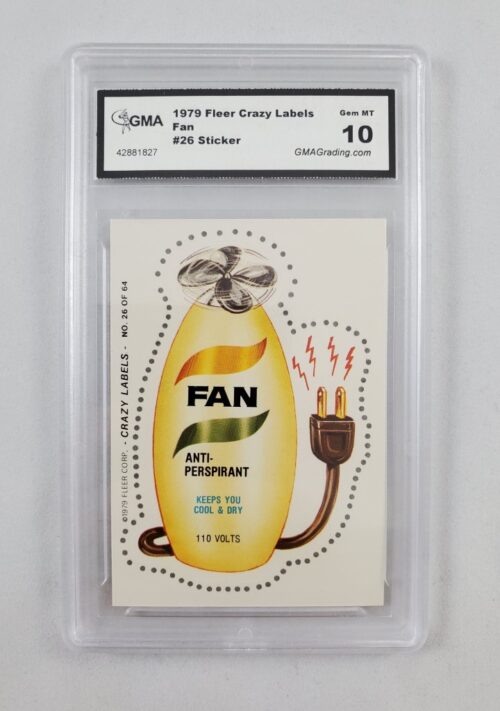 GMA
42881827
1979 Fleer Crazy Labels
Fan
#26 Sticker
Gem MT
10
GMAGrading.com
©1979 FLEER CORP. - CRAZY LABELS - NO. 26 OF 64
FAN
ANTI-
PERSPIRANT
KEEPS YOU
COOL & DRY
110 VOLTS